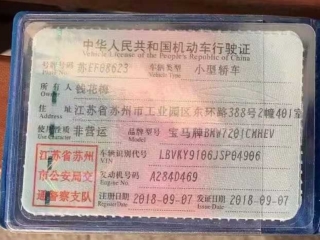 中华人民共和国机动车行驶证
Vehicle License of the People's Republic of China
号牌号码 苏EF88623 车辆类型 小型轿车
所有人
住址 江苏省苏州市工业园区东环路388号2幢401室
使用性质 非营运 品牌型号 宝马牌BMW7201CMHEV
江苏省苏州市公安局交通警察支队
车辆识别代号 LBVKY9106JSP04906
发动机号码 A284D469
注册日期 2018-09-07 发证日期 2018-09-07